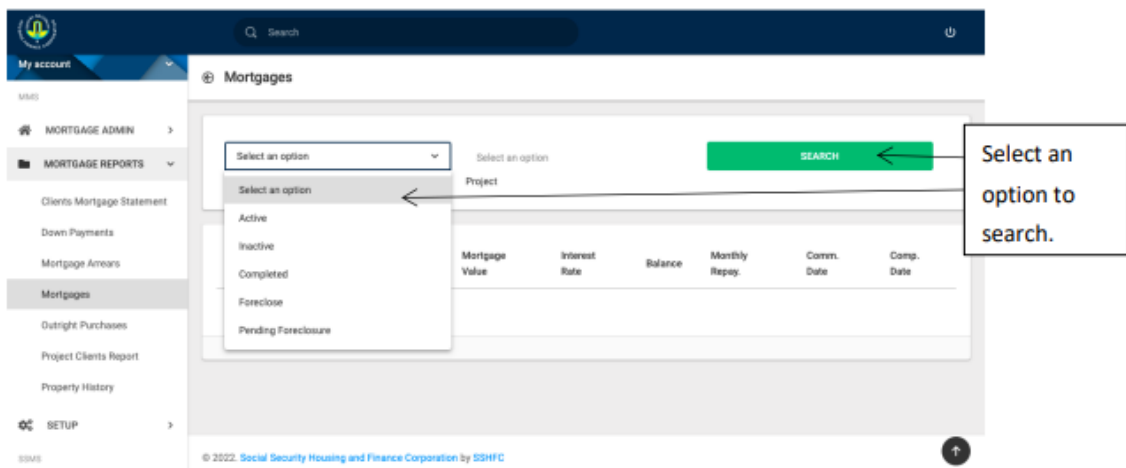 Search
My account
MMS
Mortgages
MORTGAGE ADMIN
MORTGAGE REPORTS
Clients Mortgage Statement
Down Payments
Mortgage Arrears
Mortgages
Outright Purchases
Project Clients Report
Property History
SETUP
SSMS
Select an option
Select an option
SEARCH
Project
Select an option
Active
Inactive
Completed
Foreclose
Pending Foreclosure
Mortgage Value
Interest Rate
Balance
Monthly Repay.
Comm. Date
Comp. Date
Select an
option to
search.
© 2022. Social Security Housing and Finance Corporation by SSHFC